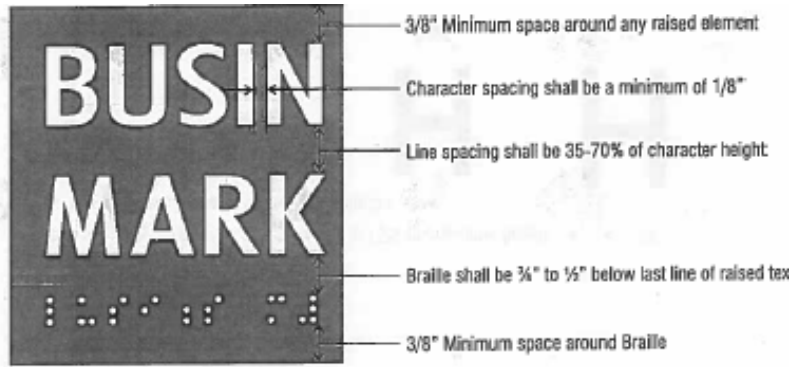 3/8" Minimum space around any raised element
BUSIN
Character spacing shall be a minimum of 1/8"
Line spacing shall be 35-70% of character height
MARK
Braille shall be ¾" to ½" below last line of raised tex
3/8" Minimum space around Braille